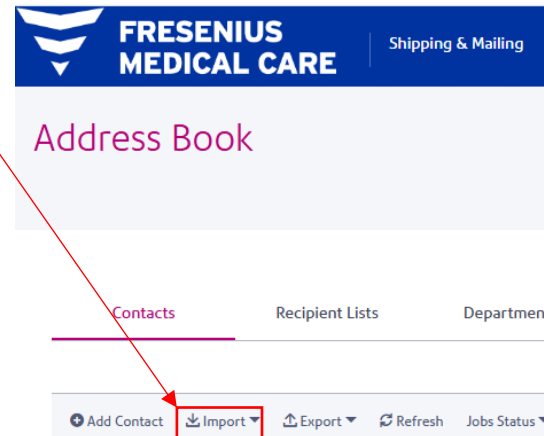 FRESENIUS
MEDICAL CARE
Shipping & Mailing
Address Book
Contacts Recipient Lists Departmen
Add Contact Import Export Refresh Jobs Status